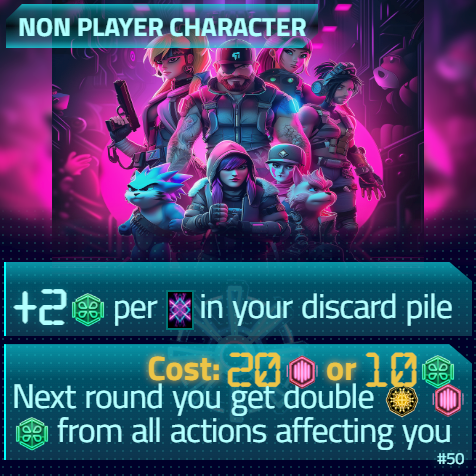 NON PLAYER CHARACTER
+2 per in your discard pile
Cost: 20 or 10
Next round you get double
from all actions affecting you
#50